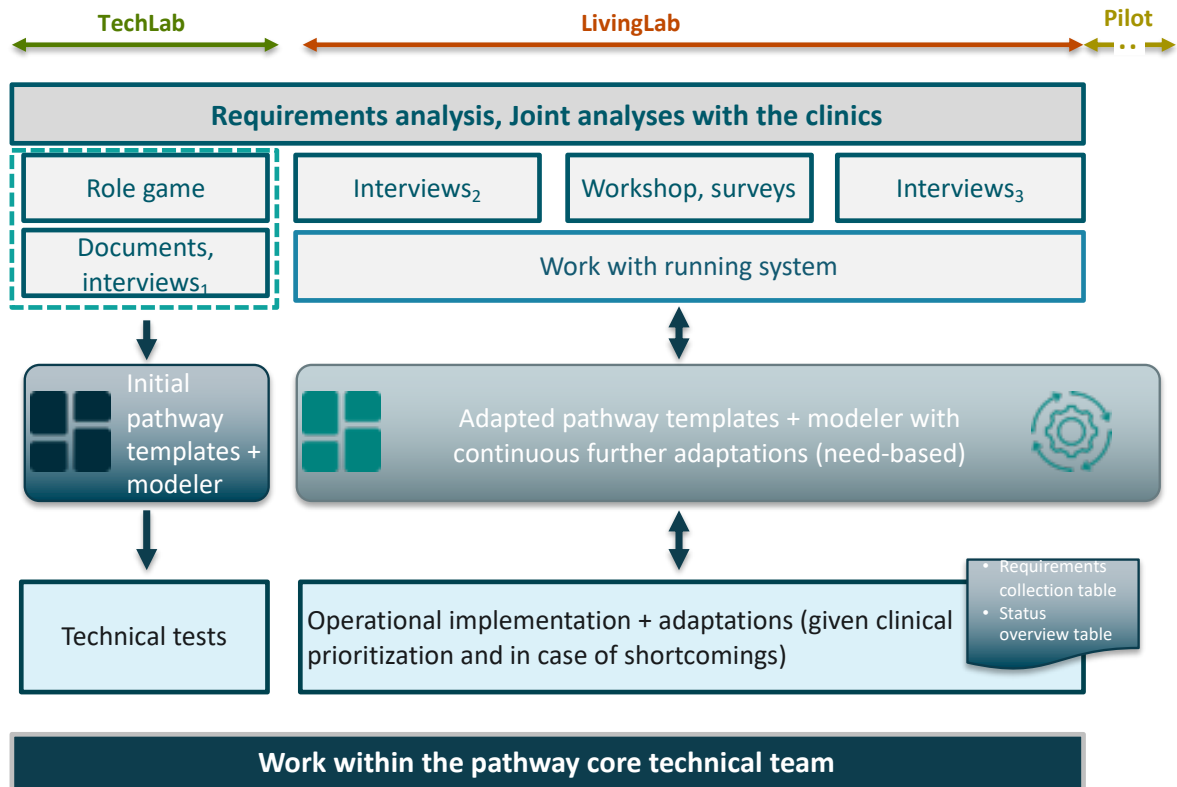 TechLab
LivingLab
Pilot
Requirements analysis, Joint analyses with the clinics
Role game
Interviews₂
Workshop, surveys
Interviews₃
Documents,
interviews₁
Work with running system
Initial
pathway
templates +
modeler
Adapted pathway templates + modeler with
continuous further adaptations (need-based)
Technical tests
Operational implementation + adaptations (given clinical
prioritization and in case of shortcomings)
• Requirements
collection table
• Status
overview table
Work within the pathway core technical team